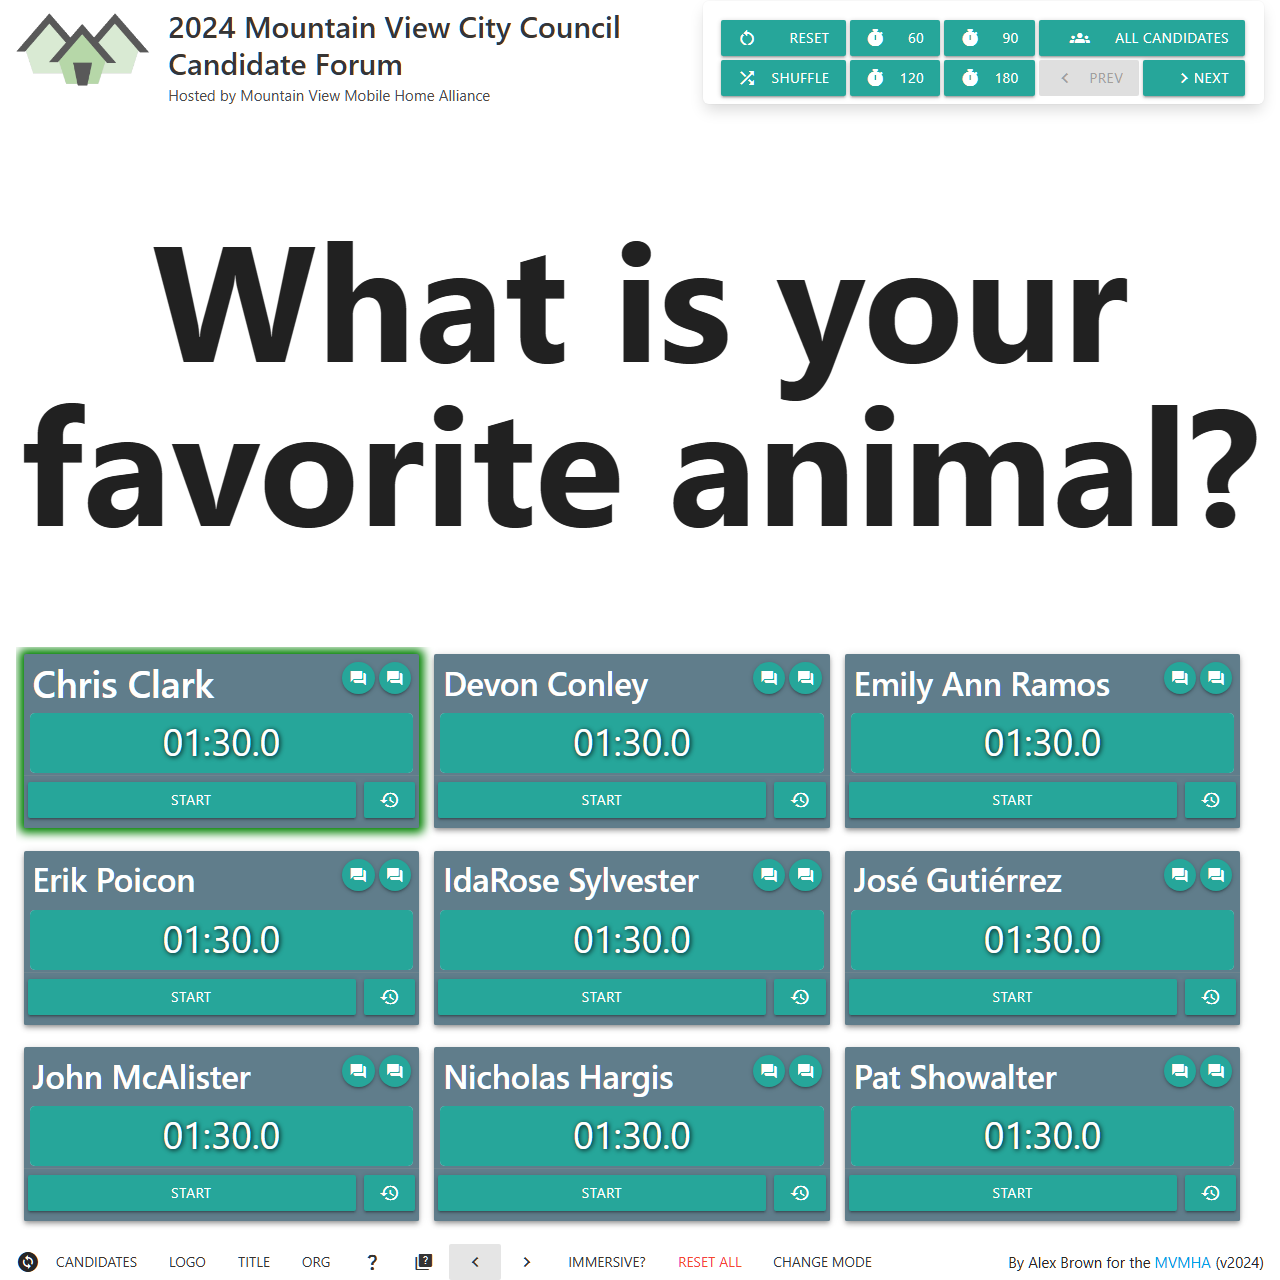 2024 Mountain View City Council
Candidate Forum
Hosted by Mountain View Mobile Home Alliance
RESET 60 90 ALL CANDIDATES
SHUFFLE 120 180 PREV NEXT
What is your
favorite animal?
Chris Clark Devon Conley Emily Ann Ramos
01:30.0 01:30.0 01:30.0
START START START
Erik Poicon IdaRose Sylvester José Gutiérrez
01:30.0 01:30.0 01:30.0
START START START
John McAlister Nicholas Hargis Pat Showalter
01:30.0 01:30.0 01:30.0
START START START
CANDIDATES LOGO TITLE ORG ? IMMERSIVE? RESET ALL CHANGE MODE By Alex Brown for the MVMHA (v2024)